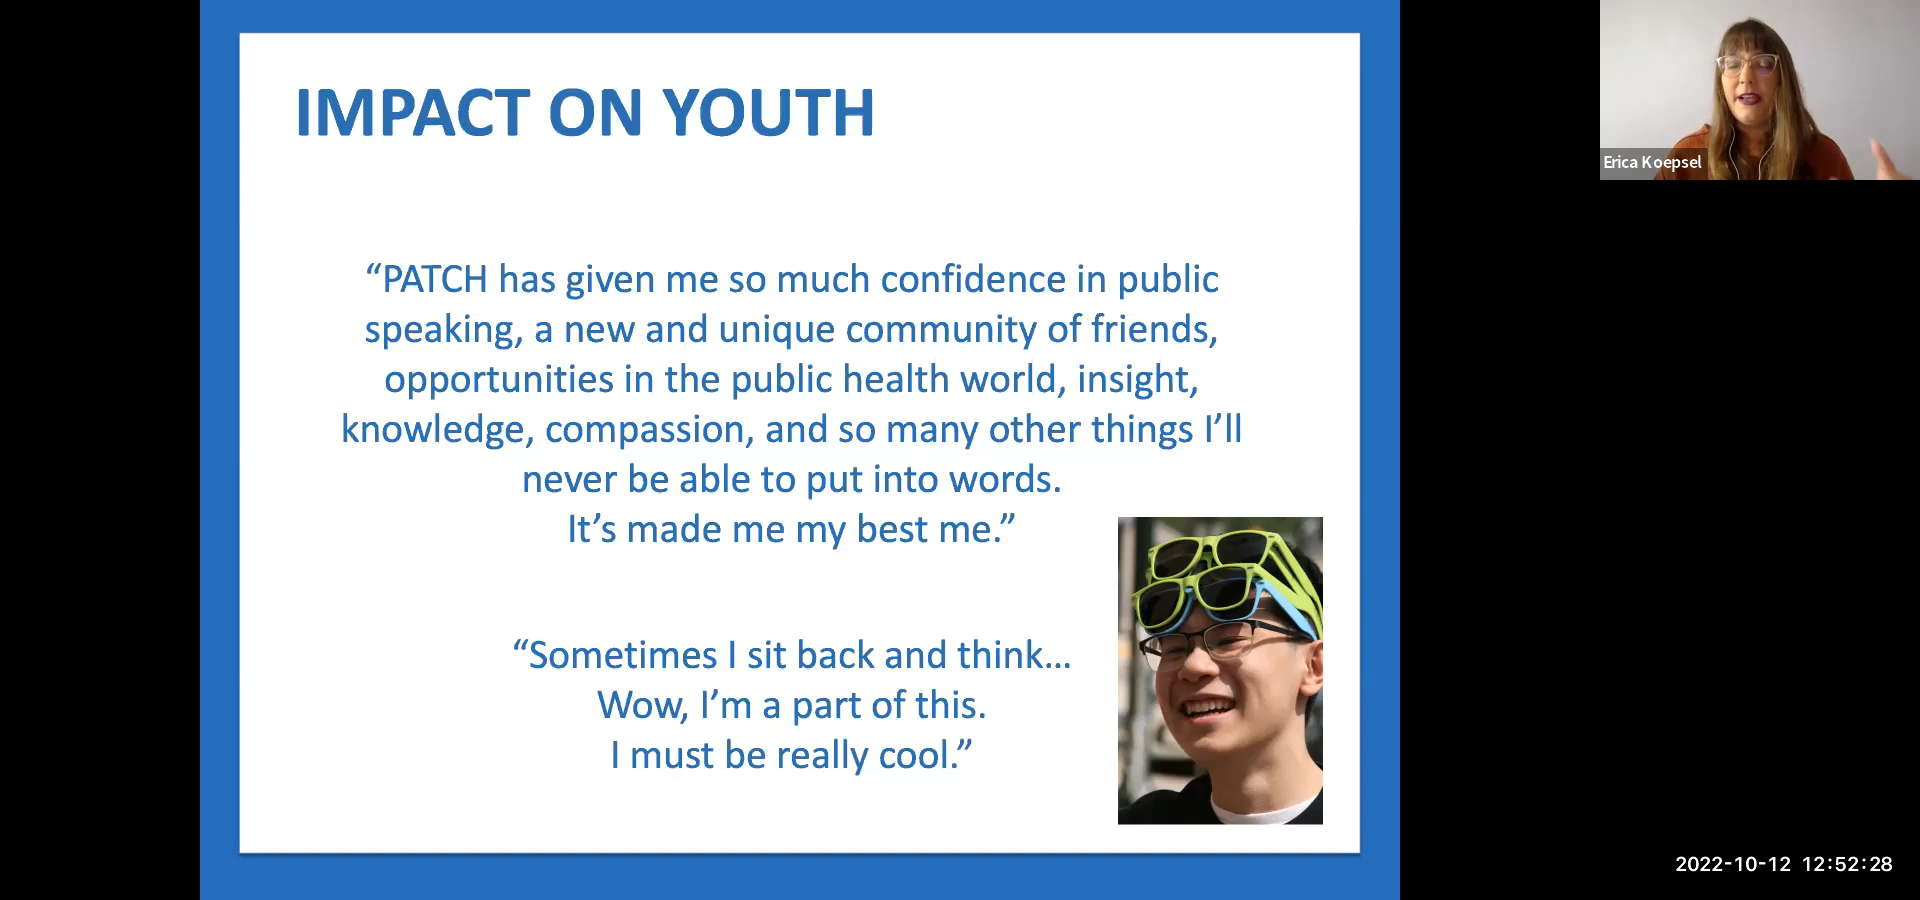 IMPACT ON YOUTH
“PATCH has given me so much confidence in public
speaking, a new and unique community of friends,
opportunities in the public health world, insight,
knowledge, compassion, and so many other things I’ll
never be able to put into words.
It’s made me my best me.”
“Sometimes I sit back and think…
Wow, I’m a part of this.
I must be really cool.”
Erica Koepsel
2022-10-12 12:52:28